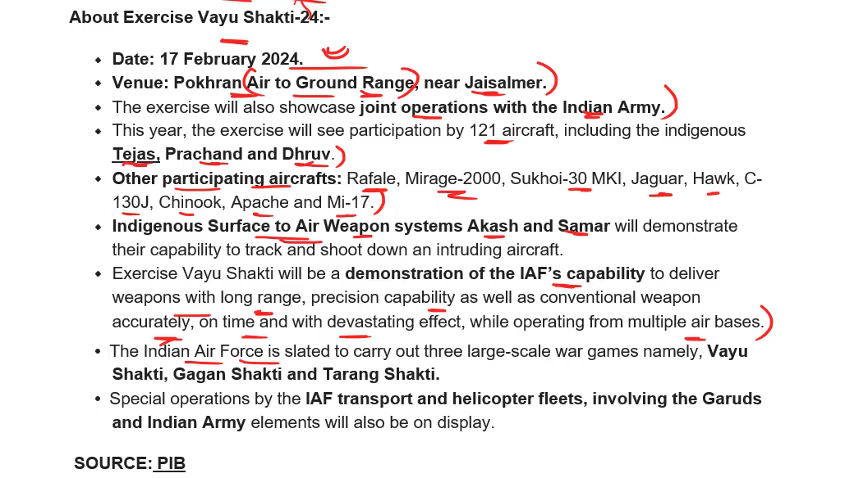 About Exercise Vayu Shakti-24:-
• Date: 17 February 2024.
• Venue: Pokhran Air to Ground Range, near Jaisalmer.
• The exercise will also showcase joint operations with the Indian Army.
• This year, the exercise will see participation by 121 aircraft, including the indigenous
Tejas, Prachand and Dhruv.
• Other participating aircrafts: Rafale, Mirage-2000, Sukhoi-30 MKI, Jaguar, Hawk, C-
130J, Chinook, Apache and Mi-17.
• Indigenous Surface to Air Weapon systems Akash and Samar will demonstrate
their capability to track and shoot down an intruding aircraft.
• Exercise Vayu Shakti will be a demonstration of the IAF's capability to deliver
weapons with long range, precision capability as well as conventional weapon
accurately, on time and with devastating effect, while operating from multiple air bases.
• The Indian Air Force is slated to carry out three large-scale war games namely, Vayu
Shakti, Gagan Shakti and Tarang Shakti.
• Special operations by the IAF transport and helicopter fleets, involving the Garuds
and Indian Army elements will also be on display.
SOURCE: PIB